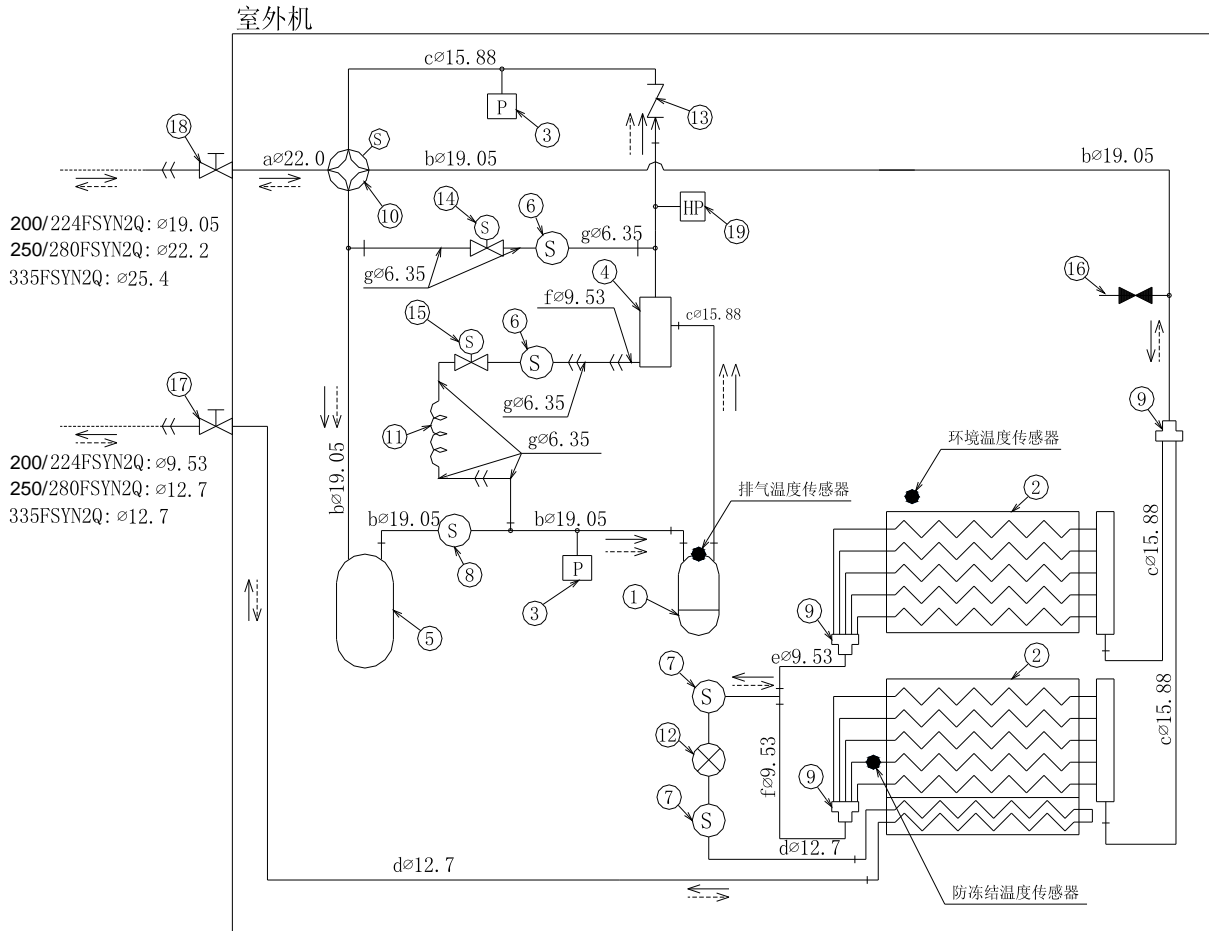 室外机
c⌀15.88
P
3
13
18
a⌀22.0
S
b⌀19.05
b⌀19.05
10
14
6
HP
19
200/224FSYN2Q: ⌀19.05
250/280FSYN2Q: ⌀22.2
335FSYN2Q: ⌀25.4
S
S
g⌀6.35
g⌀6.35
4
16
f⌀9.53
15
6
c⌀15.88
S
S
17
g⌀6.35
9
11
g⌀6.35
环境温度传感器
200/224FSYN2Q: ⌀9.53
250/280FSYN2Q: ⌀12.7
335FSYN2Q: ⌀12.7
b⌀19.05
排气温度传感器
2
b⌀19.05
S
b⌀19.05
c⌀15.88
8
P
3
1
5
9
e⌀9.53
2
7
S
12
c⌀15.88
f⌀9.53
7
S
9
d⌀12.7
d⌀12.7
防冻结温度传感器